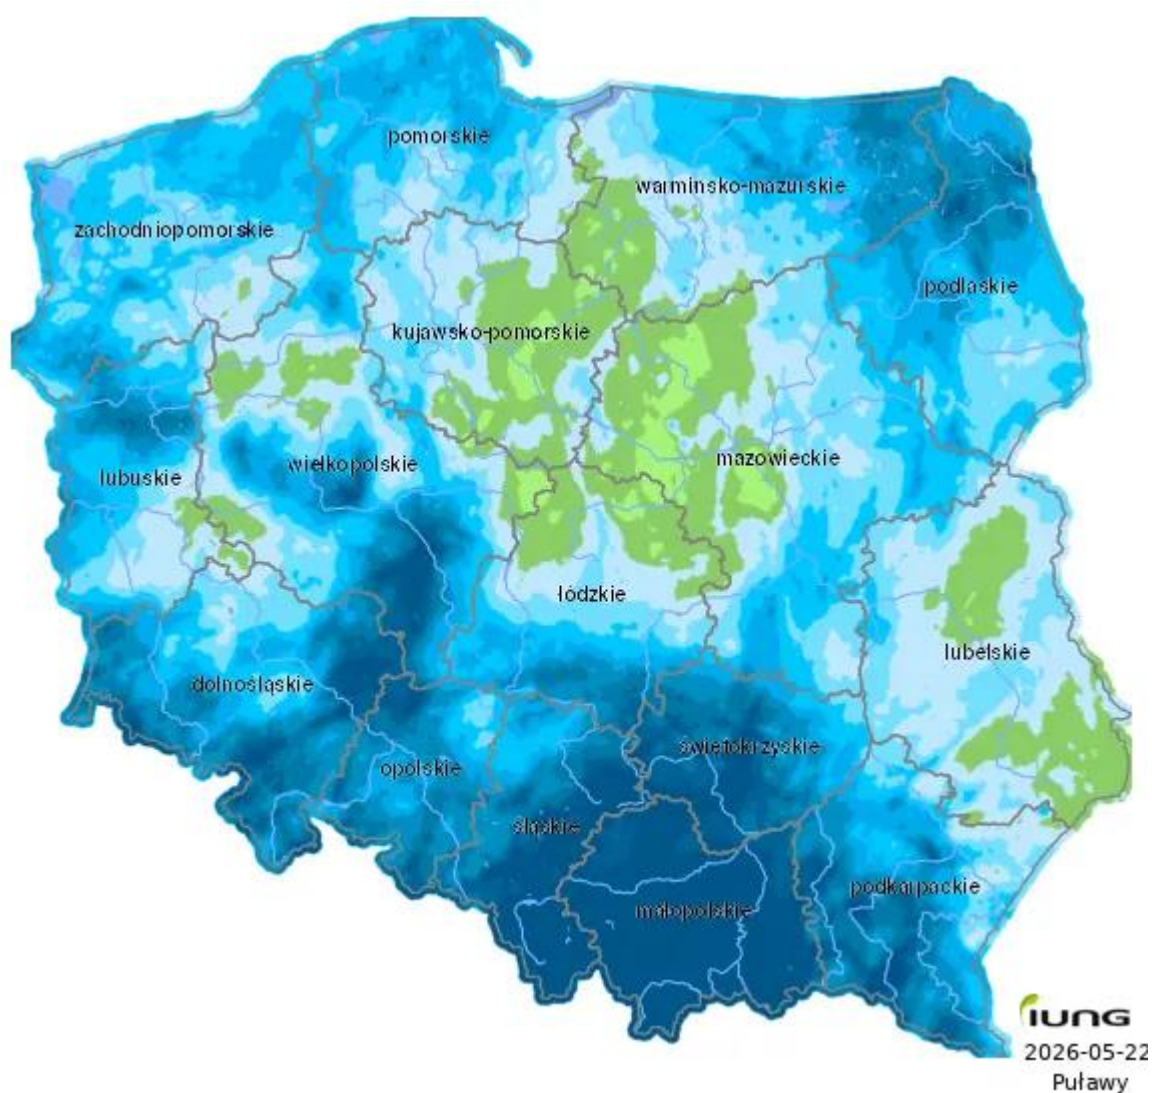 pomorskie
warminsko-mazurskie
zachodniopomorskie
podlaskie
kujawsko-pomorskie
mazowieckie
wielkopolskie
lubuskie
łódzkie
lubelskie
dolnośląskie
świętokrzyskie
opolskie
śląskie
podkarpackie
małopolskie
IUNG
2026-05-22
Puławy